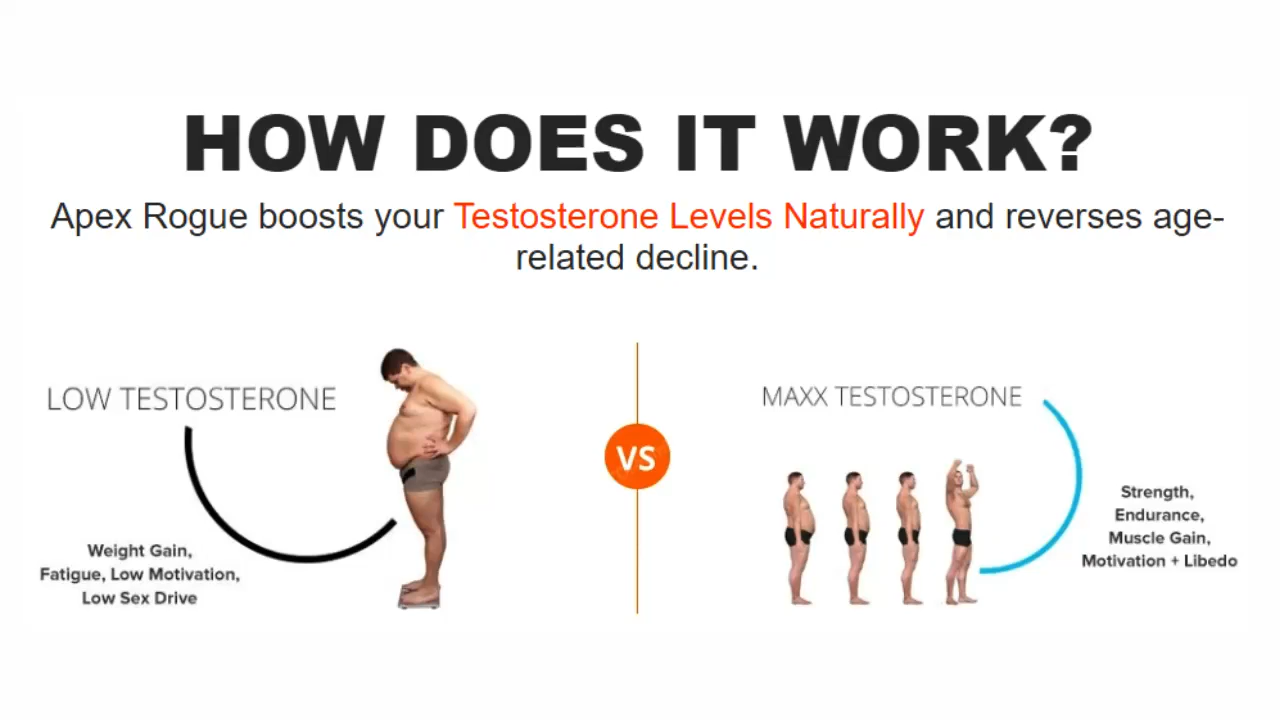 HOW DOES IT WORK?
Apex Rogue boosts your Testosterone Levels Naturally and reverses age-
related decline.
LOW TESTOSTERONE
Weight Gain,
Fatigue, Low Motivation,
Low Sex Drive
VS
MAXX TESTOSTERONE
Strength,
Endurance,
Muscle Gain,
Motivation + Libedo